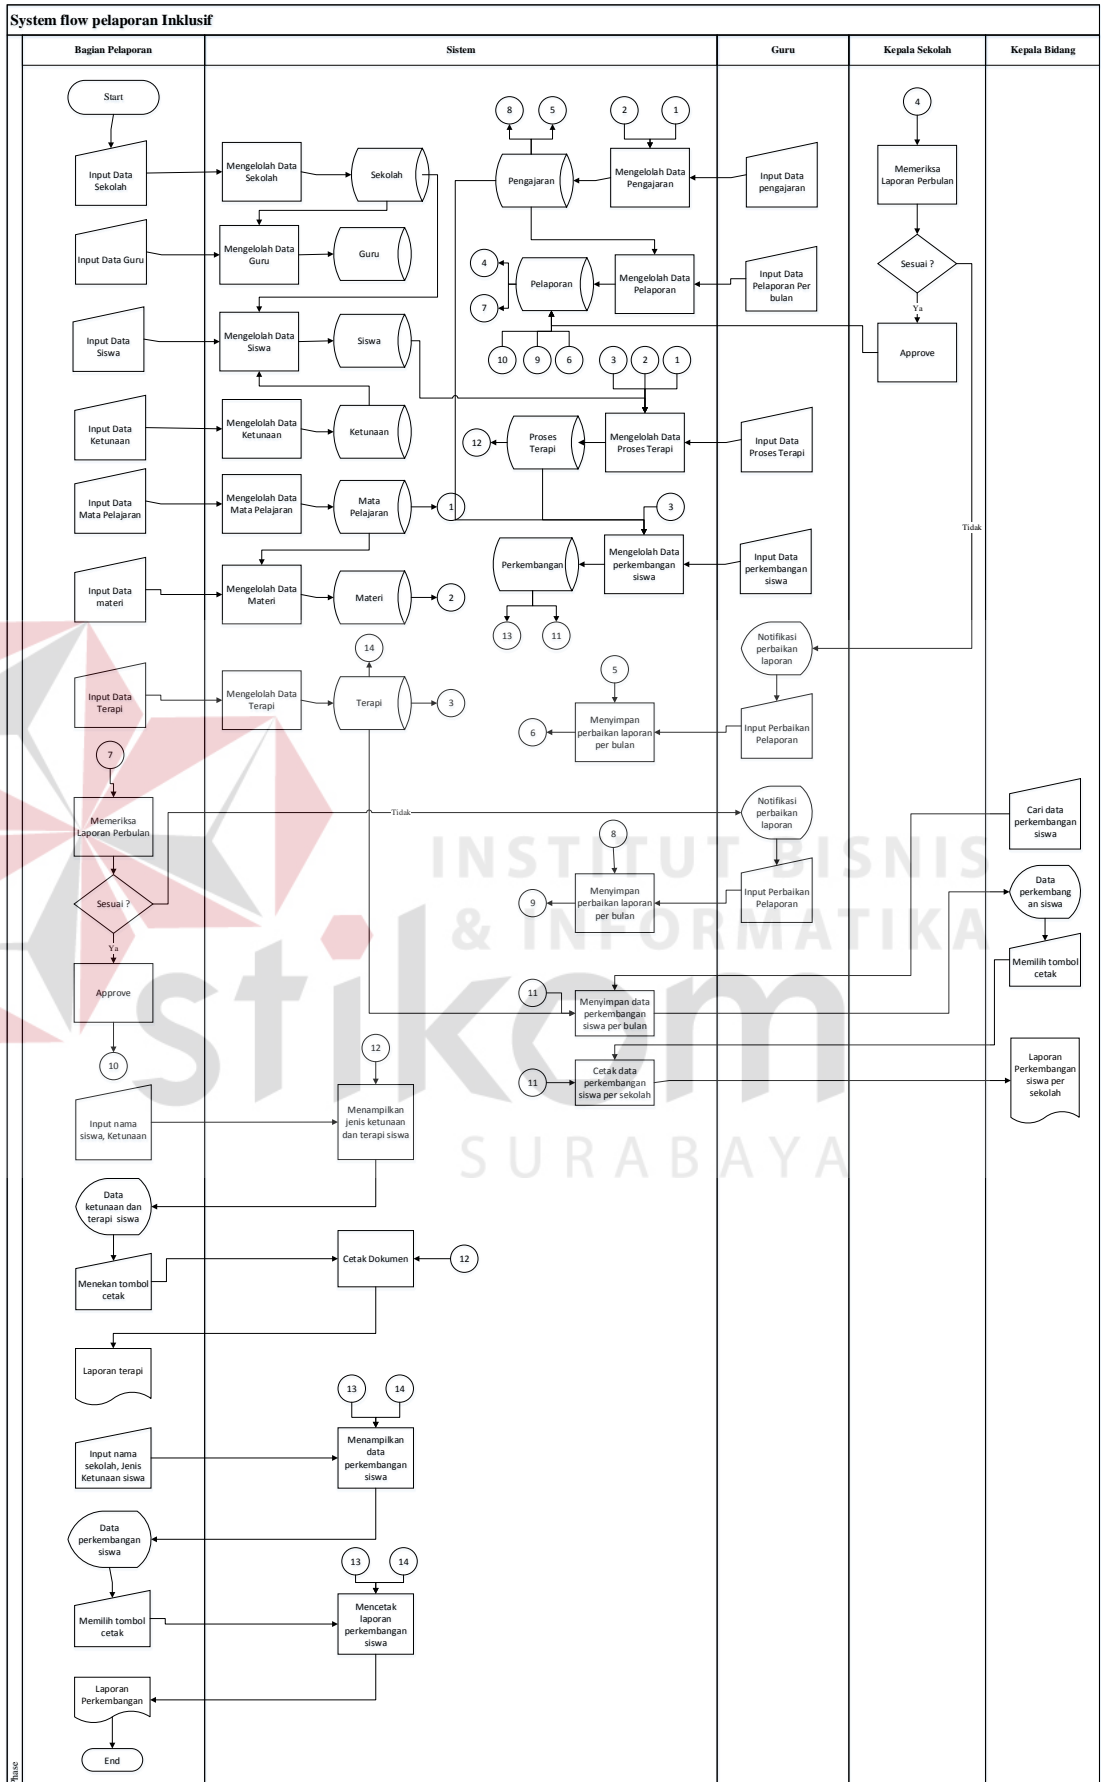 System flow pelaporan Inklusif
Bagian Pelaporan
Sistem
Guru
Kepala Sekolah
Kepala Bidang
Start
Input Data
Sekolah
Mengelolah Data
Sekolah
Sekolah
Input Data Guru
Mengelolah Data
Guru
Guru
Input Data
Siswa
Mengelolah Data
Siswa
Siswa
Input Data
Ketunaan
Mengelolah Data
Ketunaan
Ketunaan
Input Data
Mata Pelajaran
Mengelolah Data
Mata Pelajaran
Mata
Pelajaran
1
Input Data
materi
Mengelolah Data
Materi
Materi
2
Input Data
Terapi
Mengelolah Data
Terapi
Terapi
14
3
8
5
2
1
Pengajaran
Mengelolah Data
Pengajaran
Input Data
pengajaran
4
7
Pelaporan
Mengelolah Data
Pelaporan
Input Data
Pelaporan Per
bulan
10
9
6
3
2
1
12
Proses
Terapi
Mengelolah Data
Proses Terapi
Input Data
Proses Terapi
3
Perkembangan
Mengelolah Data
perkembangan
siswa
Input Data
perkembangan
siswa
13
11
4
Memeriksa
Laporan Perbulan
Sesuai ?
Ya
Approve
Tidak
Notifikasi
perbaikan
laporan
Input Perbaikan
Pelaporan
5
Menyimpan
perbaikan laporan
per bulan
6
7
Memeriksa
Laporan Perbulan
Sesuai ?
Tidak
Ya
Approve
10
Notifikasi
perbaikan
laporan
Input Perbaikan
Pelaporan
8
Menyimpan
perbaikan laporan
per bulan
9
Cari data
perkembangan
siswa
Data
perkembang
an siswa
Memilih tombol
cetak
11
Menyimpan data
perkembangan
siswa per bulan
11
Cetak data
perkembangan
siswa per sekolah
Laporan
Perkembangan
siswa per
sekolah
INSTITUT BISNIS
& INFORMATIKA
stikom
SURABAYA
12
Input nama
siswa, Ketunaan
Menampilkan
jenis ketunaan
dan terapi siswa
Data
ketunaan dan
terapi siswa
Menekan tombol
cetak
Cetak Dokumen
12
Laporan terapi
13
14
Input nama
sekolah, Jenis
Ketunaan siswa
Menampilkan
data
perkembangan
siswa
Data
perkembangan
siswa
13
14
Memilih tombol
cetak
Mencetak
laporan
perkembangan
siswa
Laporan
Perkembangan
End
Phase